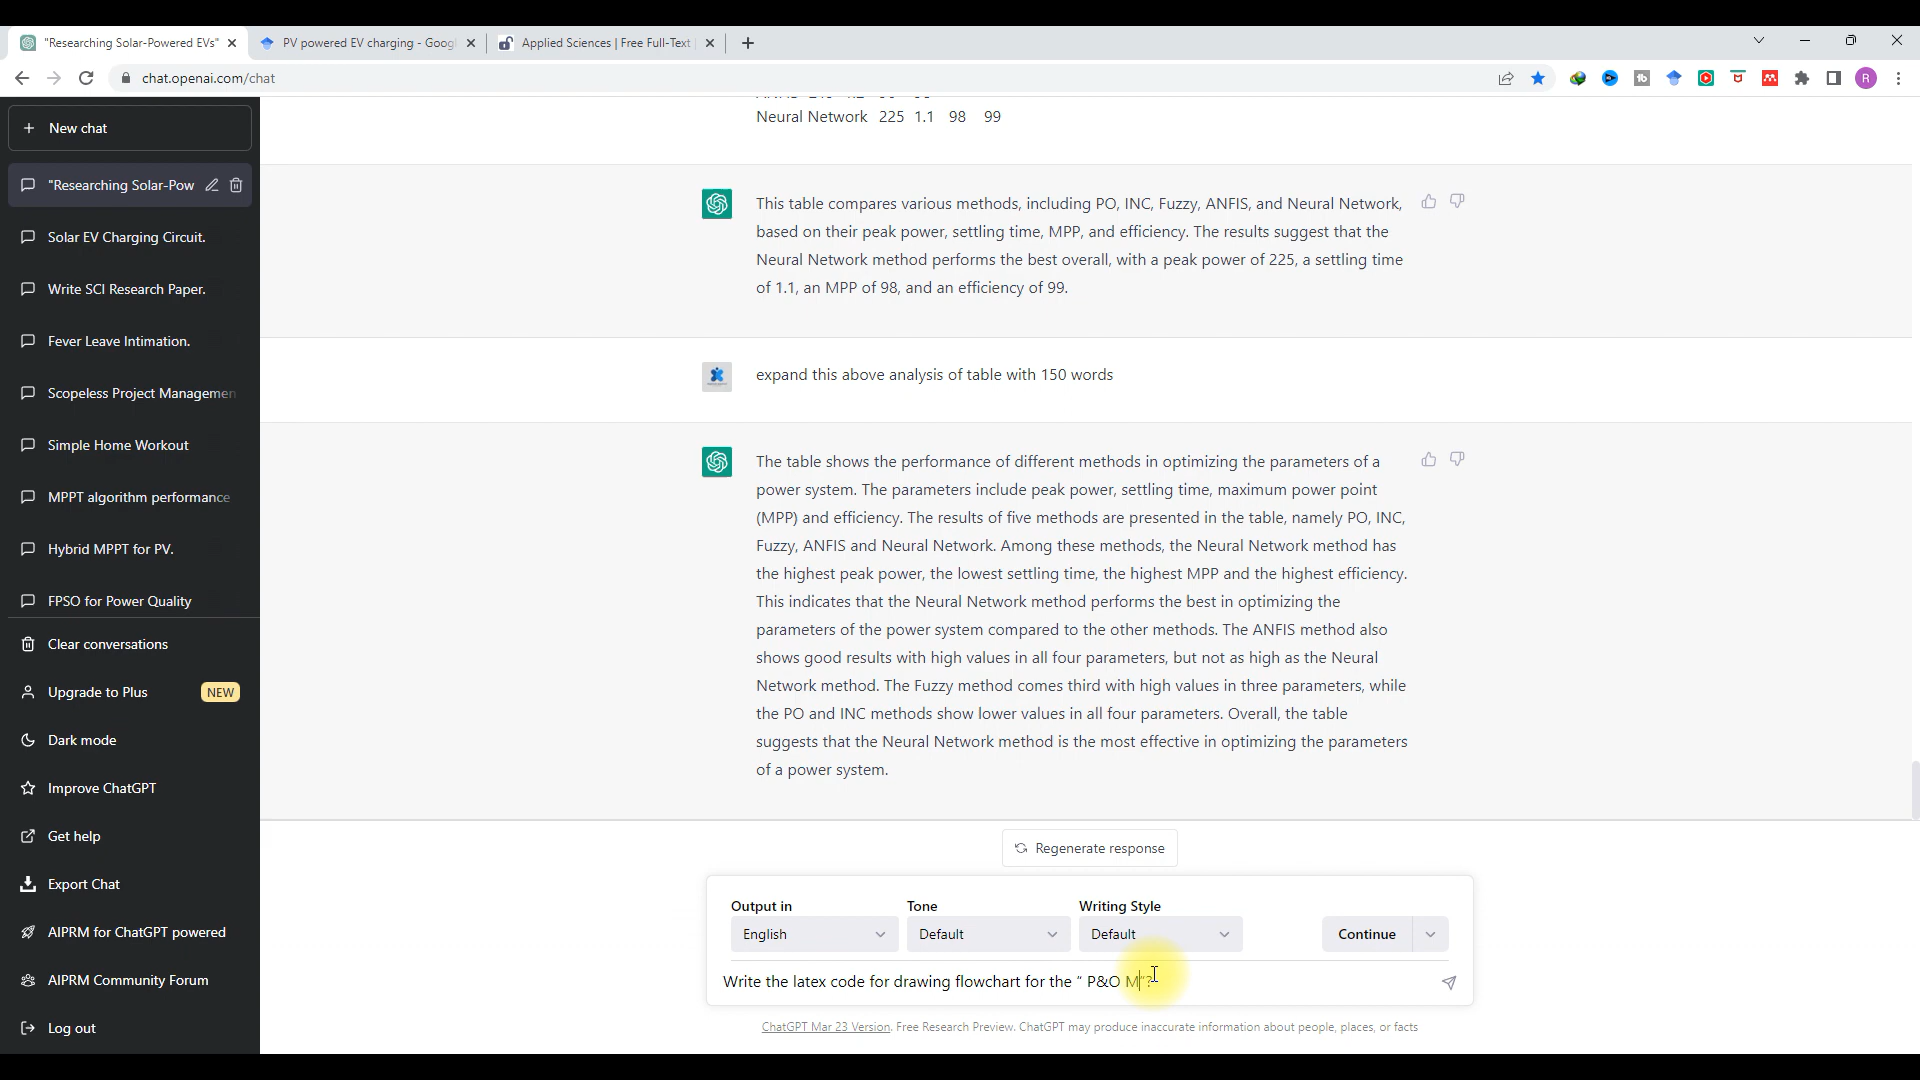 "Researching Solar-Powered EVs"
PV powered EV charging - Goog
Applied Sciences | Free Full-Text
chat.openai.com/chat
R
New chat
"Researching Solar-Pow
Solar EV Charging Circuit.
Write SCI Research Paper.
Fever Leave Intimation.
Scopeless Project Managemen
Simple Home Workout
MPPT algorithm performance
Hybrid MPPT for PV.
FPSO for Power Quality
Clear conversations
Upgrade to Plus NEW
Dark mode
Improve ChatGPT
Get help
Export Chat
AIPRM for ChatGPT powered
AIPRM Community Forum
Log out
Neural Network 225 1.1 98 99
This table compares various methods, including PO, INC, Fuzzy, ANFIS, and Neural Network,
based on their peak power, settling time, MPP, and efficiency. The results suggest that the
Neural Network method performs the best overall, with a peak power of 225, a settling time
of 1.1, an MPP of 98, and an efficiency of 99.
expand this above analysis of table with 150 words
The table shows the performance of different methods in optimizing the parameters of a
power system. The parameters include peak power, settling time, maximum power point
(MPP) and efficiency. The results of five methods are presented in the table, namely PO, INC,
Fuzzy, ANFIS and Neural Network. Among these methods, the Neural Network method has
the highest peak power, the lowest settling time, the highest MPP and the highest efficiency.
This indicates that the Neural Network method performs the best in optimizing the
parameters of the power system compared to the other methods. The ANFIS method also
shows good results with high values in all four parameters, but not as high as the Neural
Network method. The Fuzzy method comes third with high values in three parameters, while
the PO and INC methods show lower values in all four parameters. Overall, the table
suggests that the Neural Network method is the most effective in optimizing the parameters
of a power system.
Regenerate response
Output in Tone Writing Style
English Default Default Continue
Write the latex code for drawing flowchart for the “ P&O M”?
ChatGPT Mar 23 Version. Free Research Preview. ChatGPT may produce inaccurate information about people, places, or facts